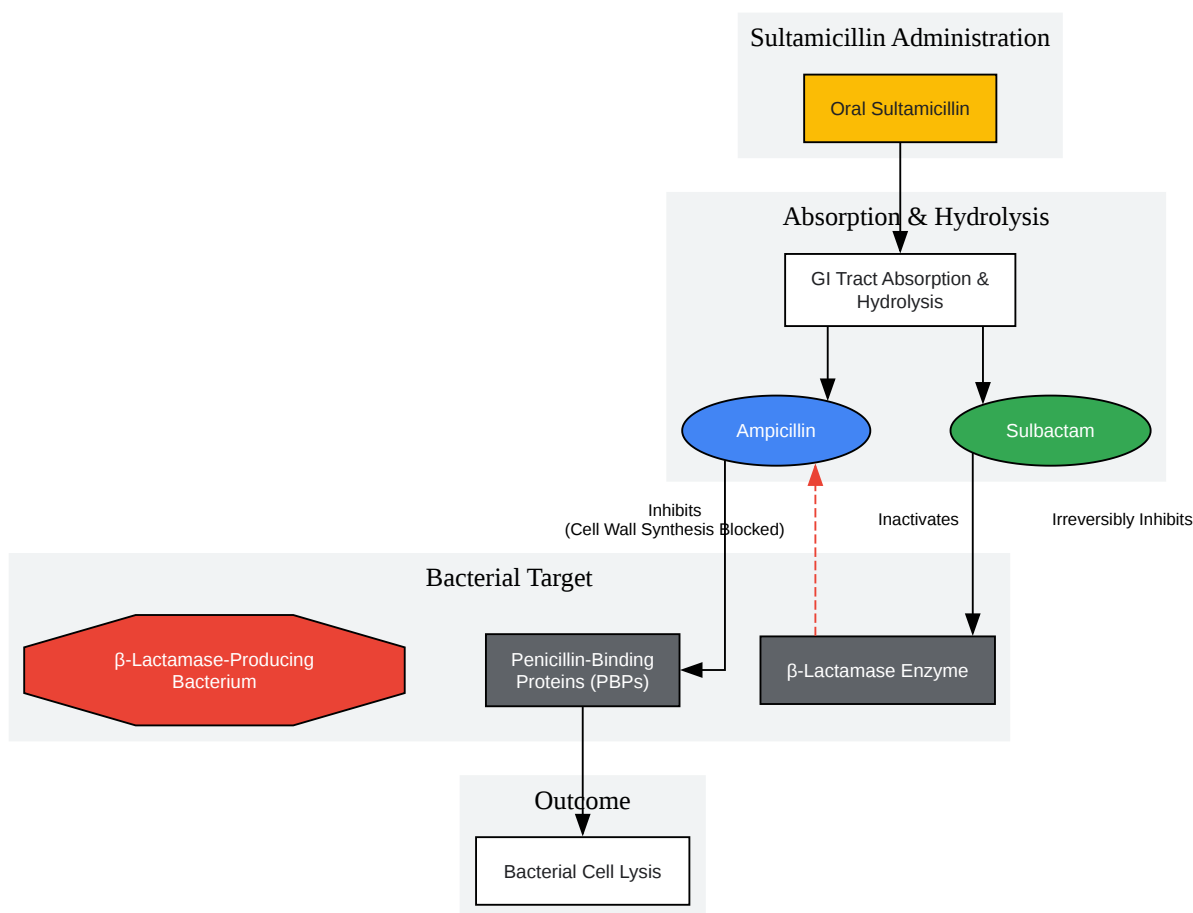 Sultamicillin Administration
Oral Sultamicillin
Absorption & Hydrolysis
GI Tract Absorption &
Hydrolysis
Ampicillin
Sulbactam
Inhibits
(Cell Wall Synthesis Blocked)
Inactivates
Irreversibly Inhibits
Bacterial Target
β-Lactamase-Producing
Bacterium
Penicillin-Binding
Proteins (PBPs)
β-Lactamase Enzyme
Outcome
Bacterial Cell Lysis